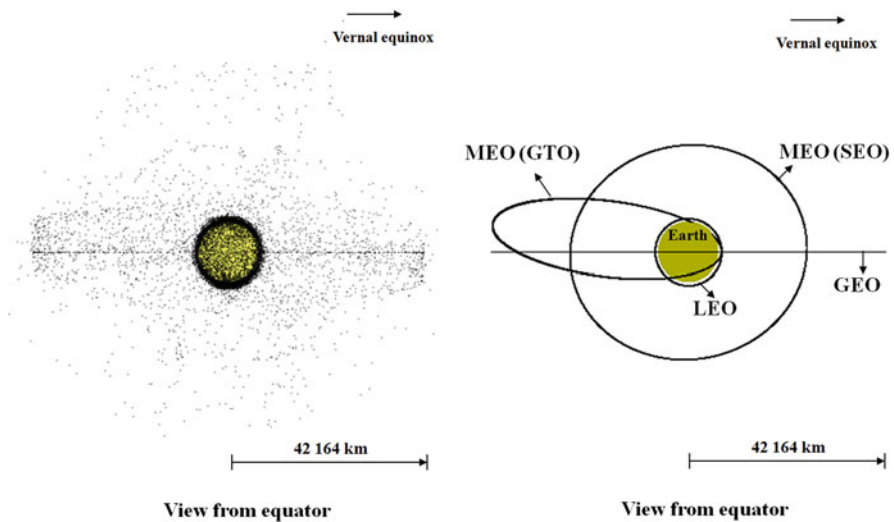 Vernal equinox
42 164 km
View from equator
Vernal equinox
MEO (GTO)
MEO (SEO)
Earth
GEO
LEO
42 164 km
View from equator